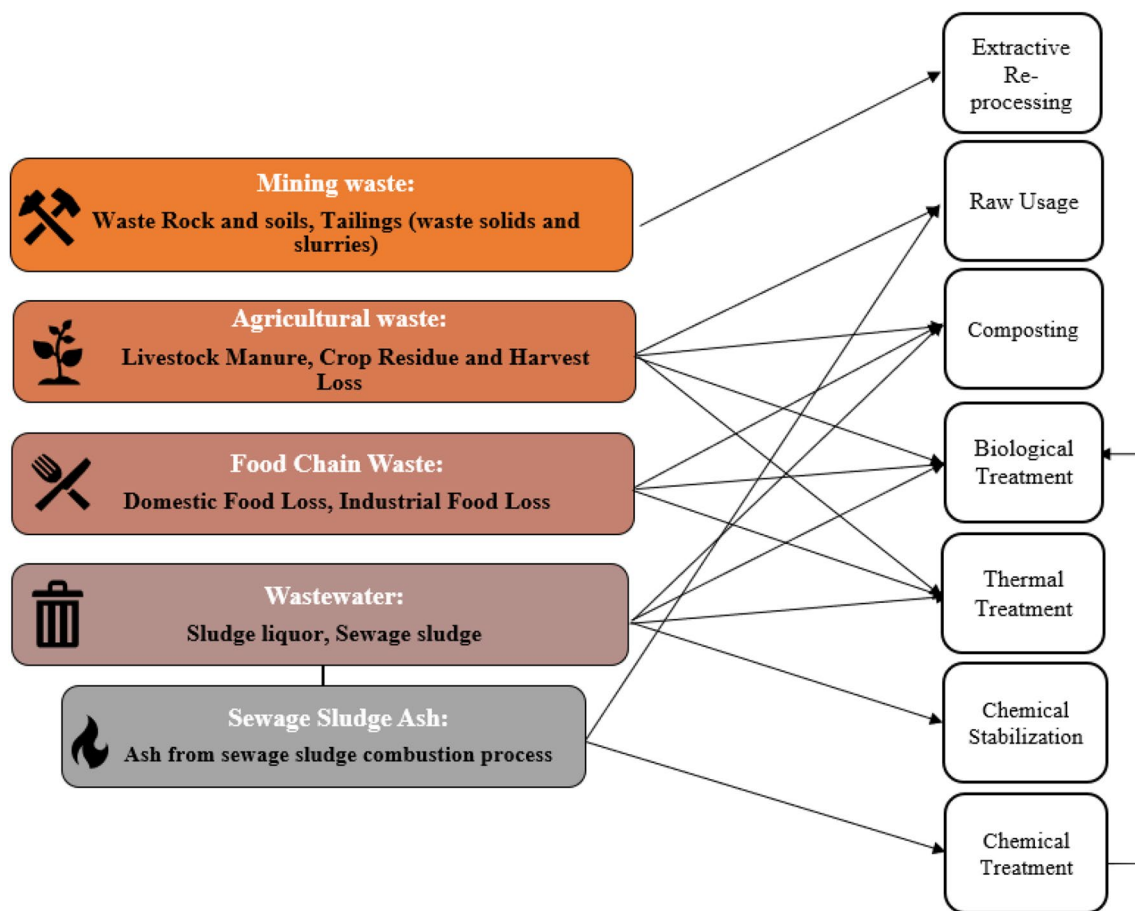 Mining waste:
Waste Rock and soils, Tailings (waste solids and
slurries)
Agricultural waste:
Livestock Manure, Crop Residue and Harvest
Loss
Food Chain Waste:
Domestic Food Loss, Industrial Food Loss
Wastewater:
Sludge liquor, Sewage sludge
Sewage Sludge Ash:
Ash from sewage sludge combustion process
Extractive
Re-
processing
Raw Usage
Composting
Biological
Treatment
Thermal
Treatment
Chemical
Stabilization
Chemical
Treatment